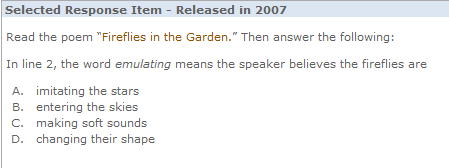 Selected Response Item - Released in 2007
Read the poem “Fireflies in the Garden.” Then answer the following:
In line 2, the word emulating means the speaker believes the fireflies are
A. imitating the stars
B. entering the skies
C. making soft sounds
D. changing their shape